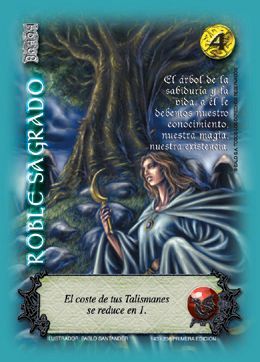 4
El árbol de la
sabiduría y la
vida, a él le
debemos nuestro
conocimiento,
nuestra magia,
nuestra existencia.
ROBLE SAGRADO
El coste de tus Talismanes
se reduce en 1.
ILUSTRADOR: PABLO SANTANDER
PRIMERA EDICIÓN